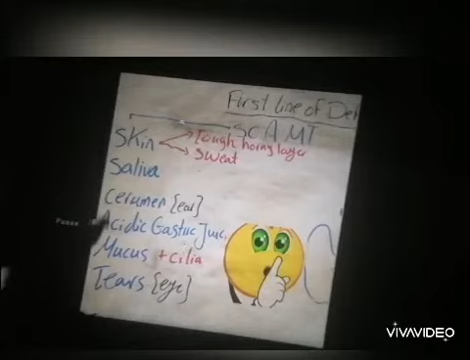 First line of De
SCAMT
Skin
Tough horny layer
Sweat
Saliva
Cerumen {ear}
Acidic Gastric Juic
Mucus + cilia
Tears {eye}
Pause
VIVAVIDEO